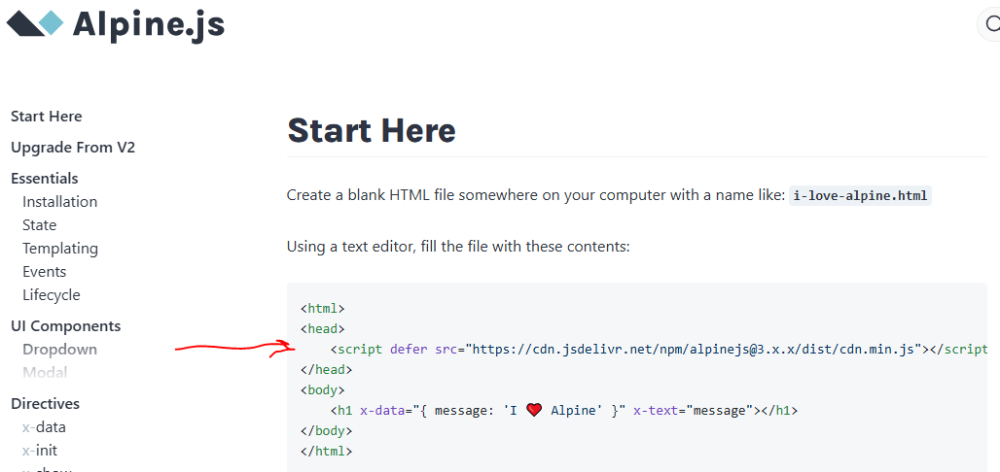 Alpine.js
Start Here
Upgrade From V2
Essentials
Installation
State
Templating
Events
Lifecycle
UI Components
Dropdown
Modal
Directives
x-data
x-init
x-show
Start Here
Create a blank HTML file somewhere on your computer with a name like: i-love-alpine.html
Using a text editor, fill the file with these contents:
<html>
<head>
    <script defer src="https://cdn.jsdelivr.net/npm/alpinejs@3.x.x/dist/cdn.min.js"></script
</head>
<body>
    <h1 x-data="{ message: 'I ❤️ Alpine' }" x-text="message"></h1>
</body>
</html>